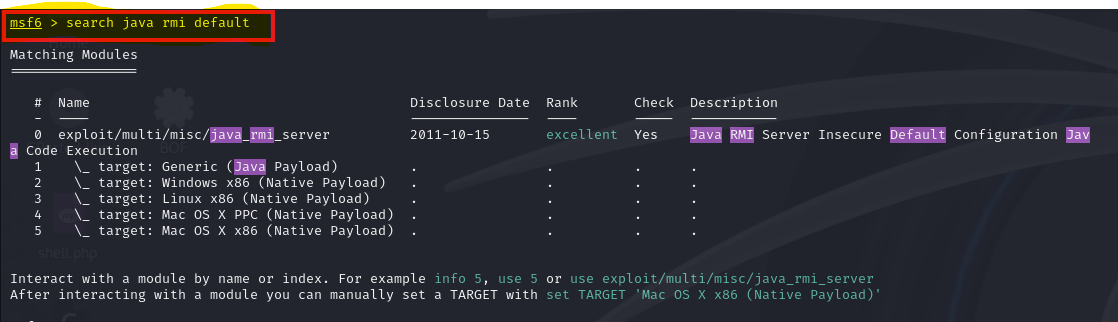 msf6 > search java rmi default
Matching Modules
================
#  Name  Disclosure Date  Rank  Check  Description
-  ----  ---------------  ----  -----  -----------
0  exploit/multi/misc/java_rmi_server  2011-10-15  excellent  Yes  Java RMI Server Insecure Default Configuration Jav
a Code Execution
1  \_ target: Generic (Java Payload)  .  .  .  .
2  \_ target: Windows x86 (Native Payload)  .  .  .  .
3  \_ target: Linux x86 (Native Payload)  .  .  .  .
4  \_ target: Mac OS X PPC (Native Payload)  .  .  .  .
5  \_ target: Mac OS X x86 (Native Payload)  .  .  .  .
shell.php
Interact with a module by name or index. For example info 5, use 5 or use exploit/multi/misc/java_rmi_server
After interacting with a module you can manually set a TARGET with set TARGET 'Mac OS X x86 (Native Payload)'